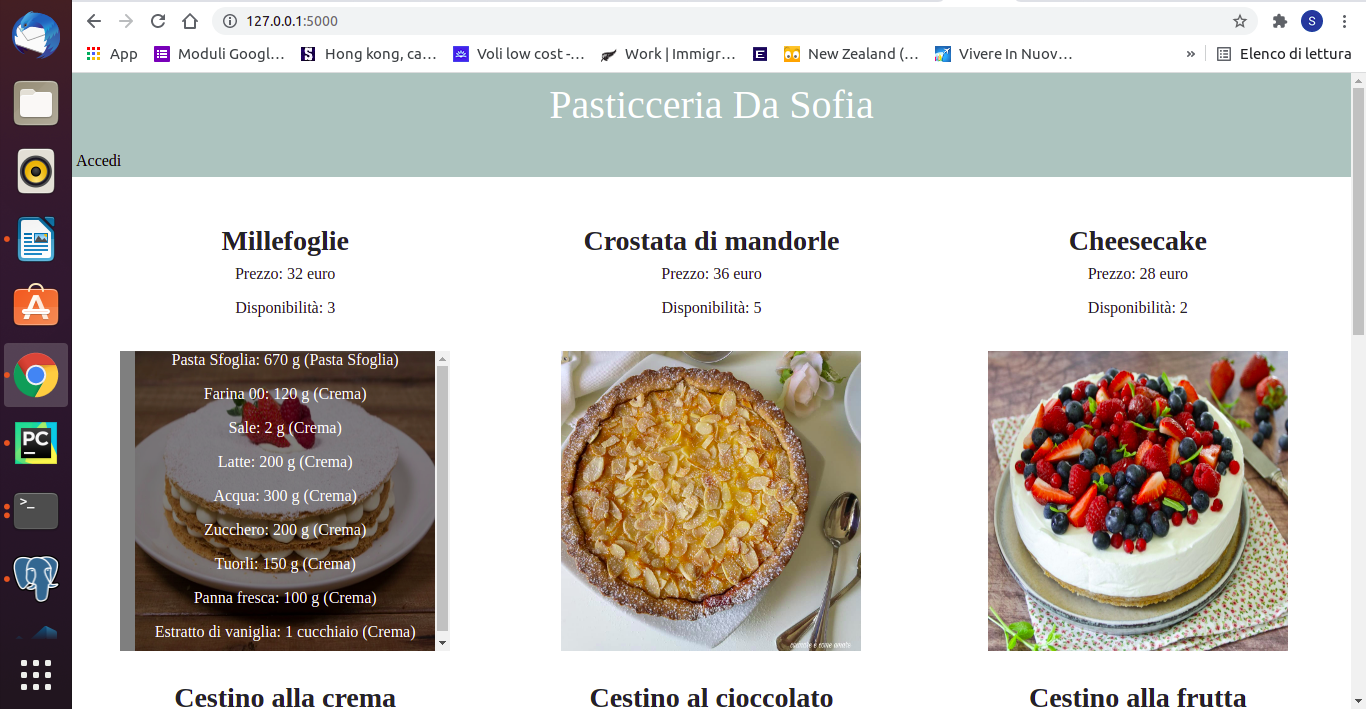 127.0.0.1:5000
S
App
Moduli Googl...
Hong kong, ca...
Voli low cost -...
Work | Immigr...
E
New Zealand (...
Vivere In Nuov...
»
Elenco di lettura
Pasticceria Da Sofia
Accedi
Millefoglie
Prezzo: 32 euro
Disponibilità: 3
Crostata di mandorle
Prezzo: 36 euro
Disponibilità: 5
Cheesecake
Prezzo: 28 euro
Disponibilità: 2
Pasta Sfoglia: 670 g (Pasta Sfoglia)
Farina 00: 120 g (Crema)
Sale: 2 g (Crema)
Latte: 200 g (Crema)
Acqua: 300 g (Crema)
Zucchero: 200 g (Crema)
Tuorli: 150 g (Crema)
Panna fresca: 100 g (Crema)
Estratto di vaniglia: 1 cucchiaio (Crema)
Cestino alla crema
Cestino al cioccolato
Cestino alla frutta
PC
>_